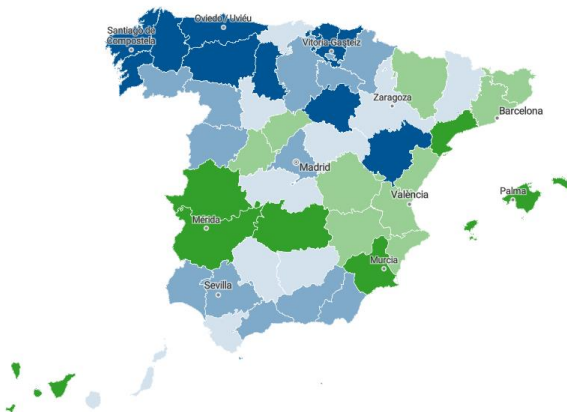 Oviedo / Uviéu
Santiago de
Compostela
Vitoria-Gasteiz
Zaragoza
Barcelona
Madrid
València
Palma
Mérida
Murcia
Sevilla